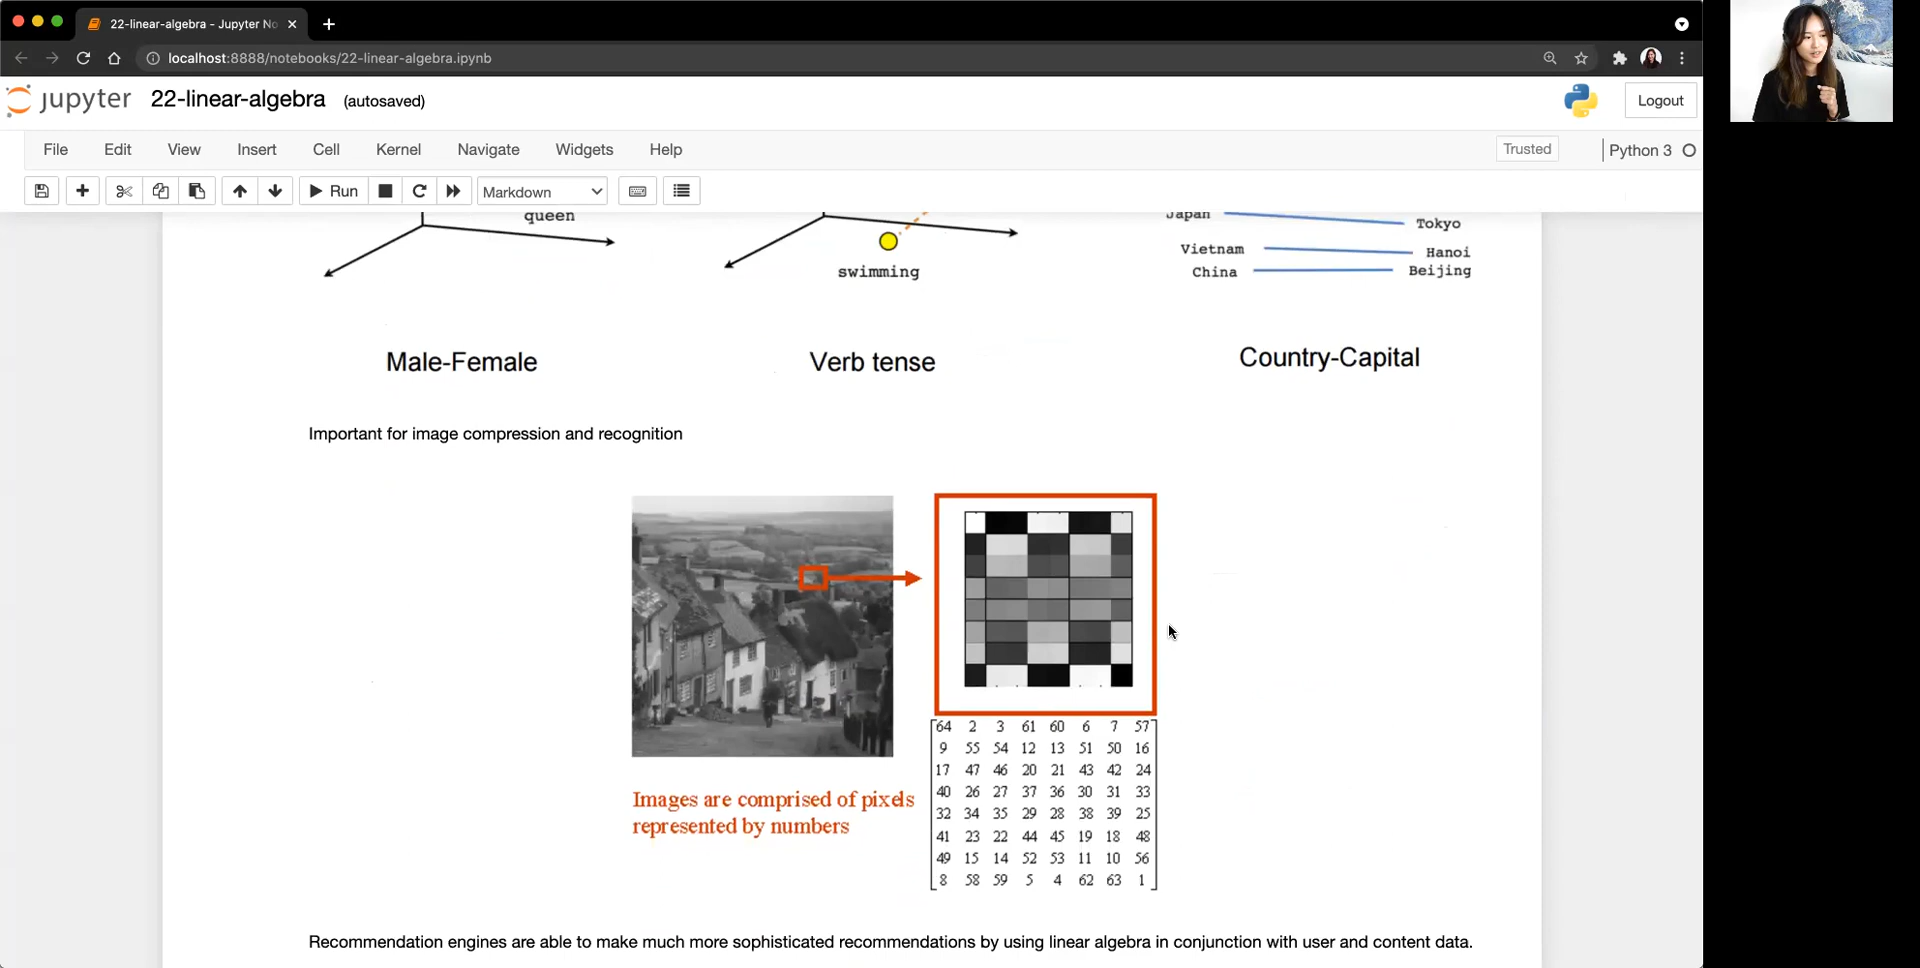 22-linear-algebra - Jupyter No
localhost:8888/notebooks/22-linear-algebra.ipynb
jupyter 22-linear-algebra (autosaved) Logout
File Edit View Insert Cell Kernel Navigate Widgets Help Trusted Python 3
Run Markdown
queen
swimming
Japan Tokyo
Vietnam Hanoi
China Beijing
Male-Female Verb tense Country-Capital
Important for image compression and recognition
Images are comprised of pixels
represented by numbers
64 2 3 61 60 6 7 57
9 55 54 12 13 51 50 16
17 47 46 20 21 43 42 24
40 26 27 37 36 30 31 33
32 34 35 29 28 38 39 25
41 23 22 44 45 19 18 48
49 15 14 52 53 11 10 56
8 58 59 5 4 62 63 1
Recommendation engines are able to make much more sophisticated recommendations by using linear algebra in conjunction with user and content data.